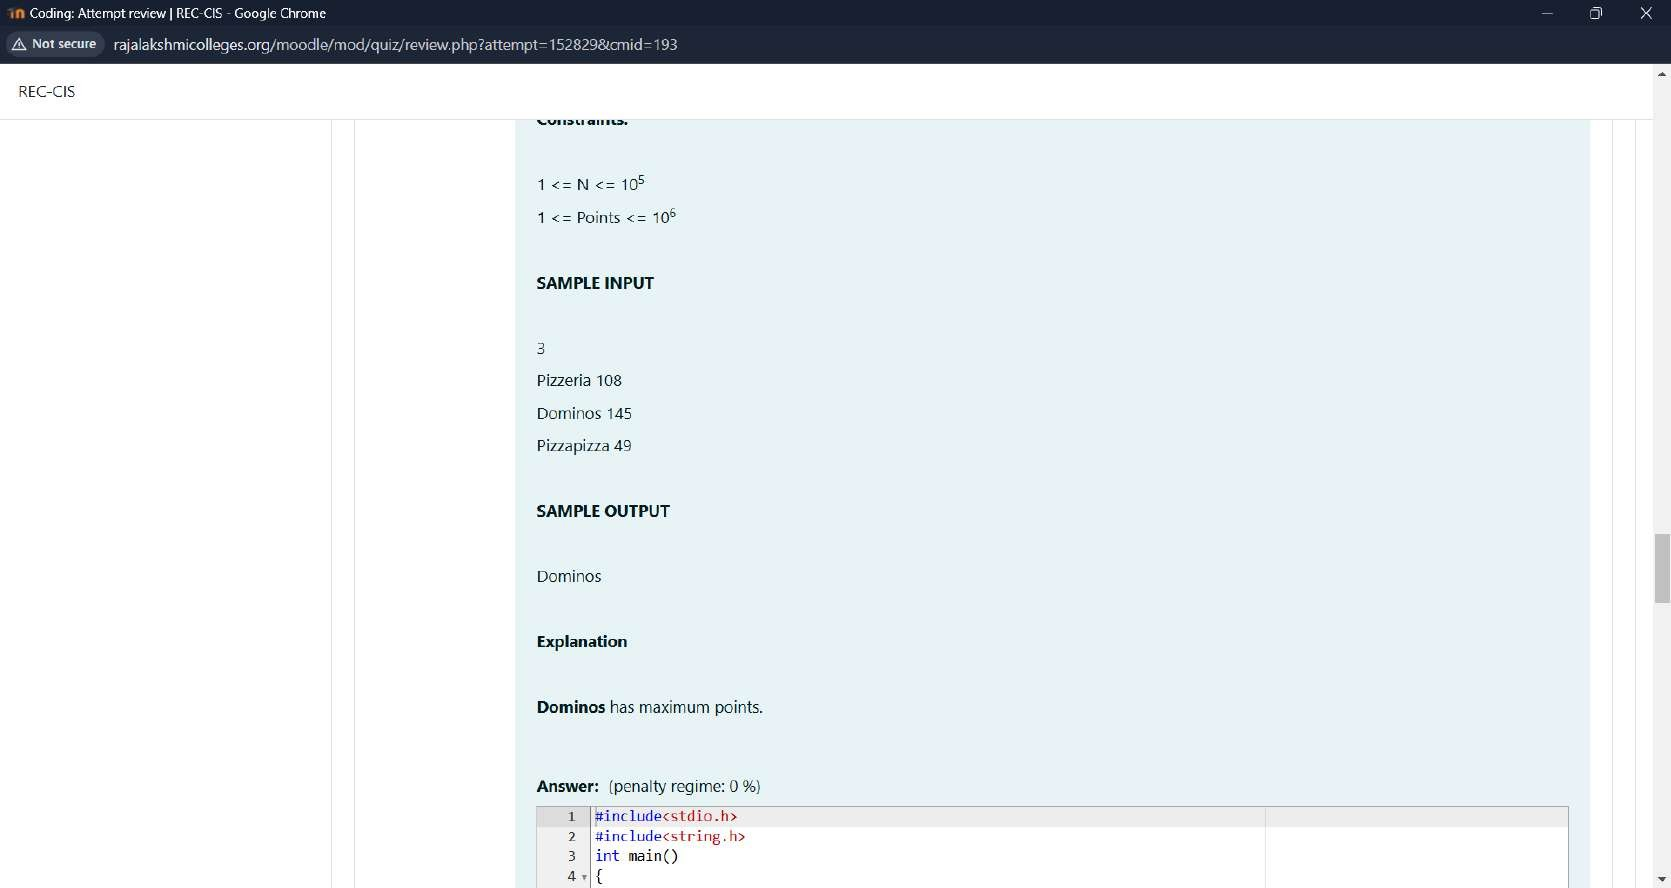 Coding: Attempt review | REC-CIS - Google Chrome
Not secure rajalakshmicolleges.org/moodle/mod/quiz/review.php?attempt=152829&cmid=193
REC-CIS
Constraints:
1 <= N <= 10⁵
1 <= Points <= 10⁶
SAMPLE INPUT
3
Pizzeria 108
Dominos 145
Pizzapizza 49
SAMPLE OUTPUT
Dominos
Explanation
Dominos has maximum points.
Answer: (penalty regime: 0 %)
1 #include<stdio.h>
2 #include<string.h>
3 int main()
4 {